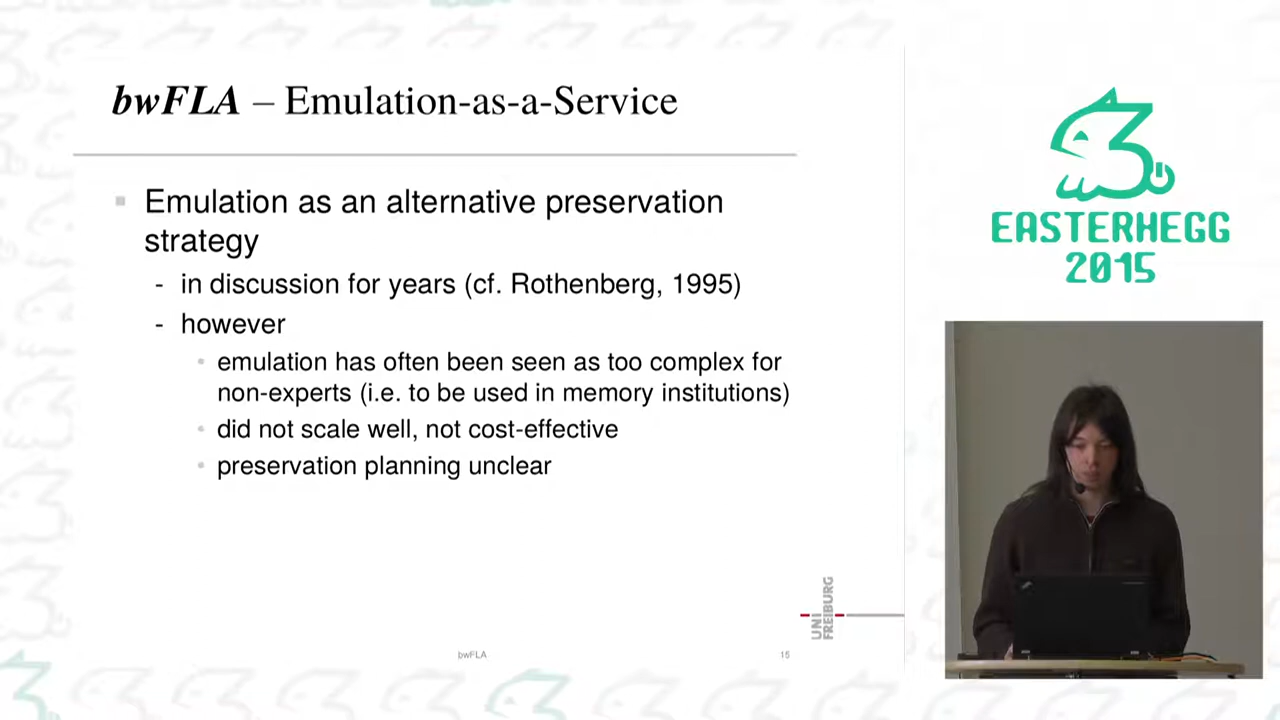 bwFLA – Emulation-as-a-Service
Emulation as an alternative preservation
strategy
- in discussion for years (cf. Rothenberg, 1995)
- however
emulation has often been seen as too complex for
non-experts (i.e. to be used in memory institutions)
did not scale well, not cost-effective
preservation planning unclear
UNI
FREIBURG
bwFLA
15
EASTERHEGG
2015